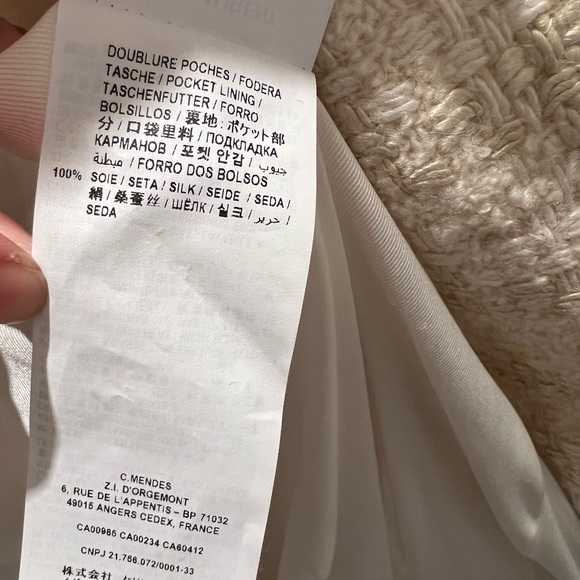 DOUBLURE POCHES / FODERA
TASCHE / POCKET LINING /
TASCHENFUTTER / FORRO
BOLSILLOS / 裏地:ポケット部
分 / 口袋里料 / ПОДКЛАДКА
КАРМАНОВ / 포켓 안감 / جيوب
مبطنة / FORRO DOS BOLSOS
100% SOIE / SETA / SILK / SEIDE / SEDA /
絹 / 桑蚕丝 / ШЁЛК / 실크 / حرير /
SEDA
C.MENDES
Z.I. D'ORGEMONT
6, RUE DE L'APPENTIS – BP 71032
49016 ANGERS CEDEX, FRANCE
CA00985 CA00234 CA60412
CNPJ 21.756.072/0001-33
株式会社